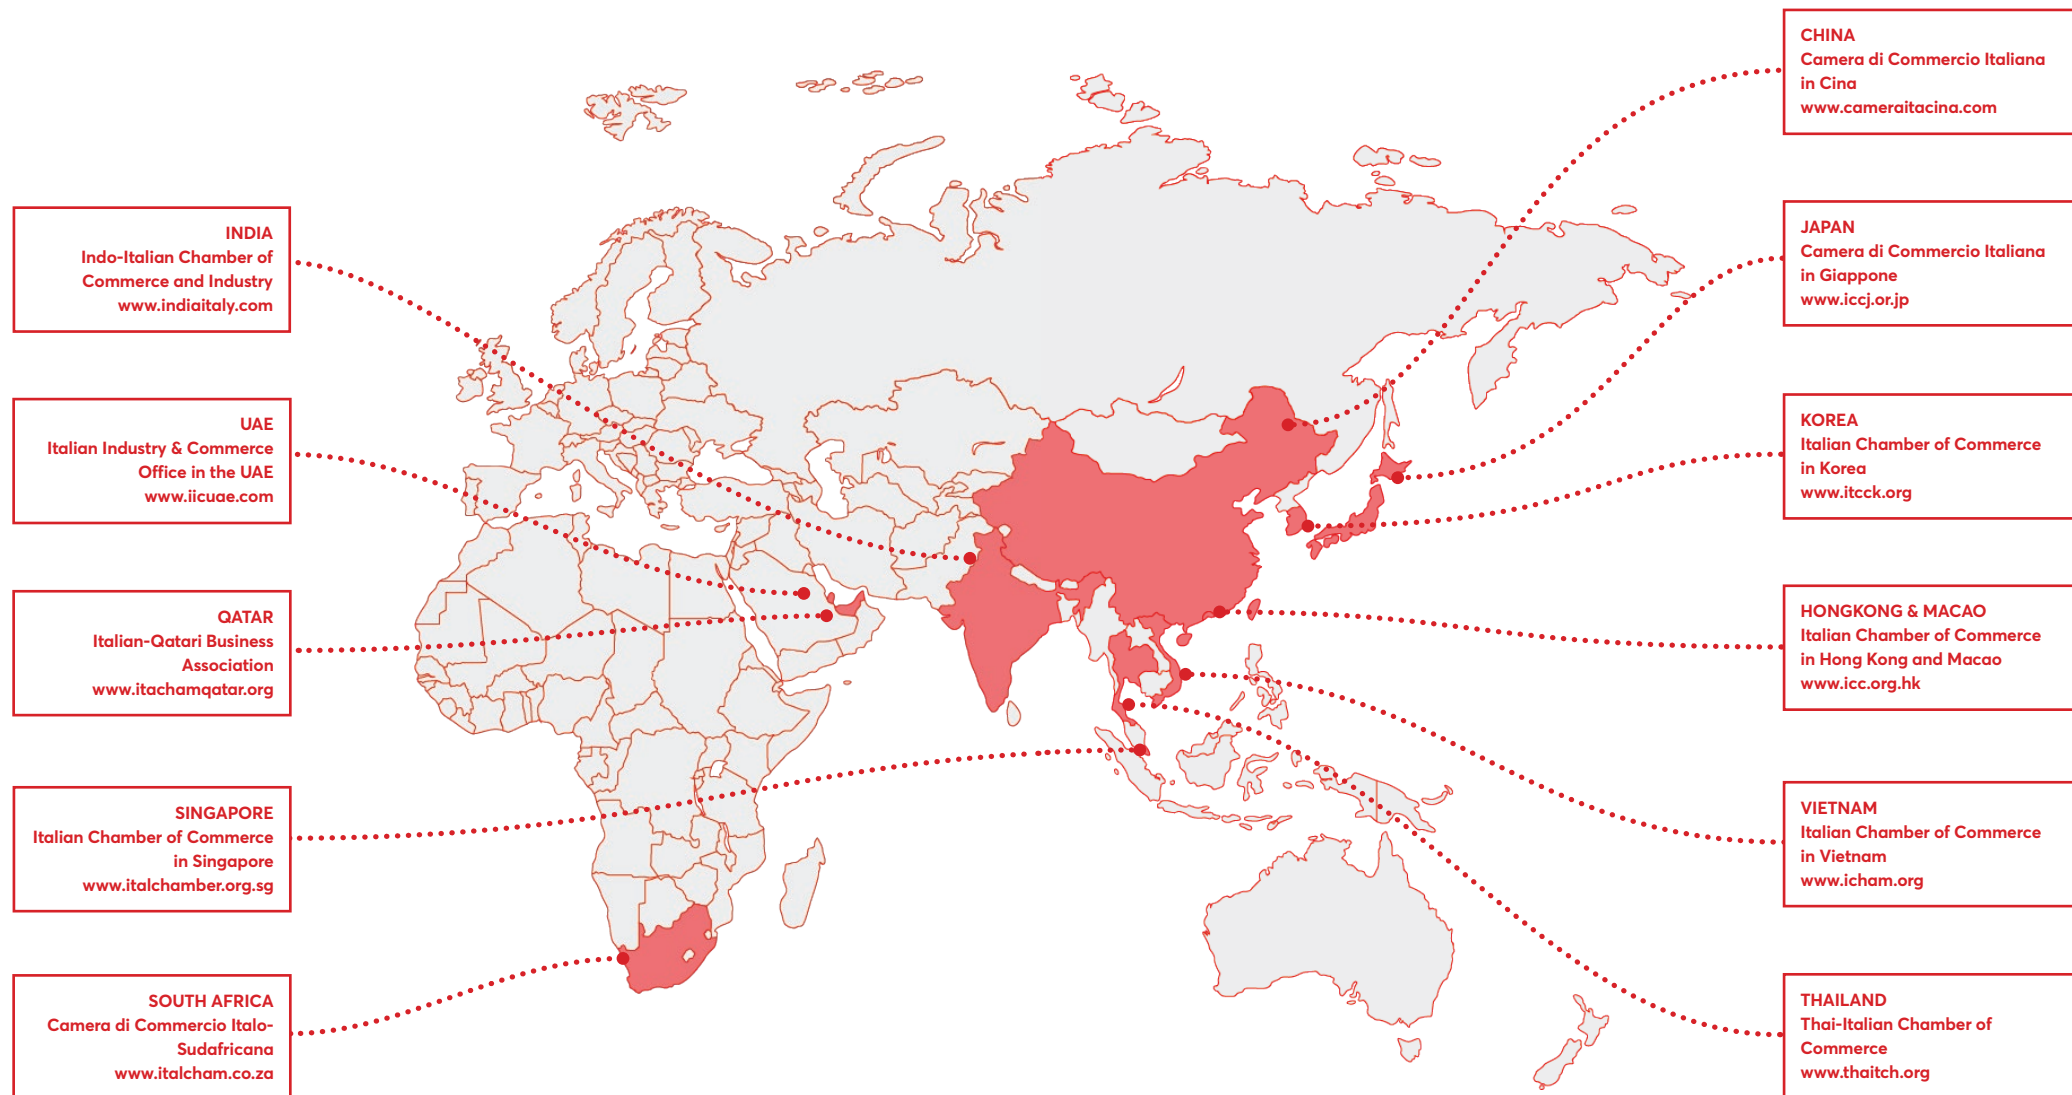 INDIA
Indo-Italian Chamber of
Commerce and Industry
www.indiaitaly.com
UAE
Italian Industry & Commerce
Office in the UAE
www.iicuae.com
QATAR
Italian-Qatari Business
Association
www.itachamqatar.org
SINGAPORE
Italian Chamber of Commerce
in Singapore
www.italchamber.org.sg
SOUTH AFRICA
Camera di Commercio Italo-
Sudafricana
www.italcham.co.za
CHINA
Camera di Commercio Italiana
in Cina
www.cameraitacina.com
JAPAN
Camera di Commercio Italiana
in Giappone
www.iccj.or.jp
KOREA
Italian Chamber of Commerce
in Korea
www.itcck.org
HONGKONG & MACAO
Italian Chamber of Commerce
in Hong Kong and Macao
www.icc.org.hk
VIETNAM
Italian Chamber of Commerce
in Vietnam
www.icham.org
THAILAND
Thai-Italian Chamber of
Commerce
www.thaitch.org